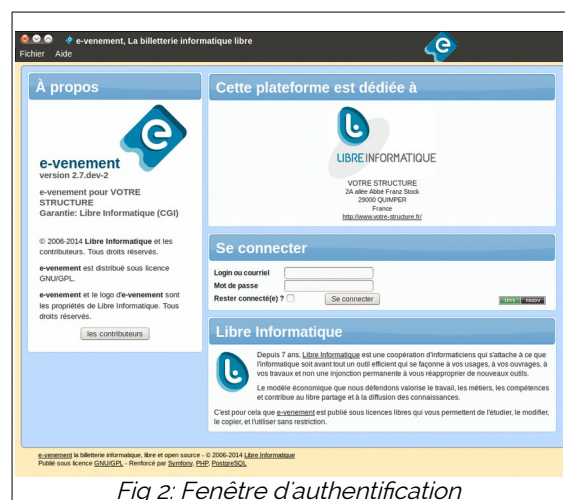 e-venement, La billetterie informatique libre
Fichier Aide
À propos
e-venement
version 2.7.dev-2
e-venement pour VOTRE
STRUCTURE
Garantie: Libre Informatique (CGI)
© 2006-2014 Libre Informatique et les
contributeurs. Tous droits réservés.
e-venement est distribué sous licence
GNU/GPL.
e-venement et le logo d'e-venement sont
les propriétés de Libre Informatique. Tous
droits réservés.
les contributeurs
Cette plateforme est dédiée à
LIBRE INFORMATIQUE
VOTRE STRUCTURE
2A allée Abbé Franz Stock
29000 QUIMPER
France
http://www.votre-structure.fr/
Se connecter
Login ou courriel
Mot de passe
Rester connecté(e) ?
Se connecter
READY
Libre Informatique
Depuis 7 ans, Libre Informatique est une coopération d'informaticiens qui s'attache à ce que
l'informatique soit avant tout un outil efficient qui se façonne à vos usages, à vos ouvrages, à
vos travaux et non une injonction permanente à vous réapproprier de nouveaux outils.
Le modèle économique que nous défendons valorise le travail, les métiers, les compétences
et contribue au libre partage et à la diffusion des connaissances.
C'est pour cela que e-venement est publié sous licences libres qui vous permettent de l'étudier, le modifier,
le copier, et l'utiliser sans restriction.
e-venement la billetterie informatique, libre et open source - © 2006-2014 Libre Informatique
Publié sous licence GNU/GPL - Renforcé par Symfony, PHP, PostgreSQL
Fig 2: Fenêtre d'authentification